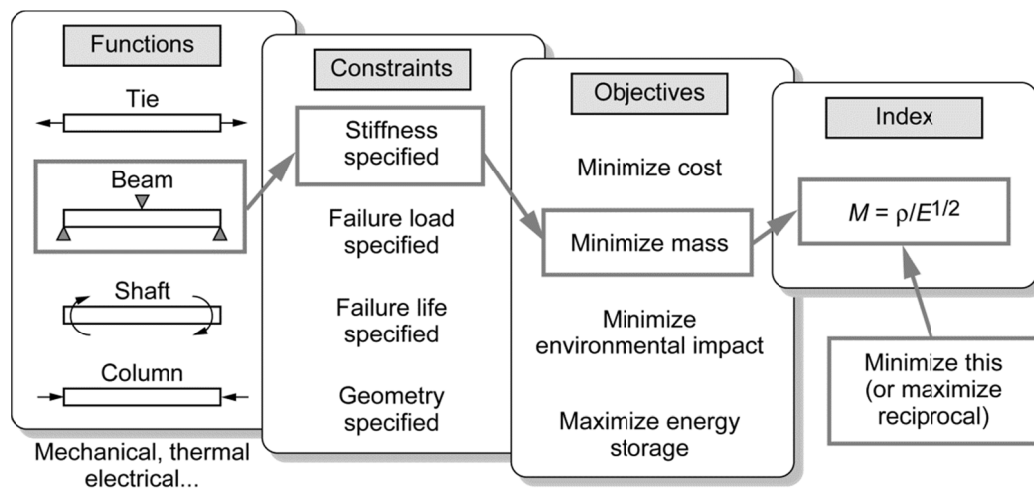 Functions
Tie
Beam
Shaft
Column
Mechanical, thermal
electrical...
Constraints
Stiffness
specified
Failure load
specified
Failure life
specified
Geometry
specified
Objectives
Minimize cost
Minimize mass
Minimize
environmental impact
Maximize energy
storage
Index
M = ρ/E^1/2
Minimize this
(or maximize
reciprocal)